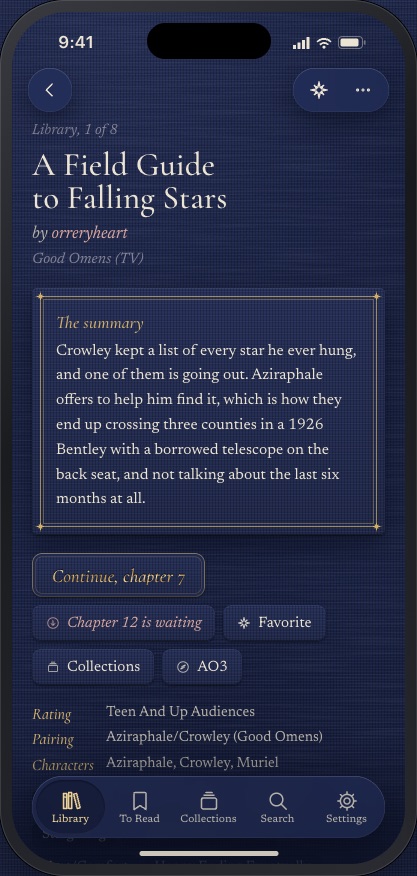 9:41
Library, 1 of 8
A Field Guide
to Falling Stars
by orreryheart
Good Omens (TV)
The summary
Crowley kept a list of every star he ever hung,
and one of them is going out. Aziraphale
offers to help him find it, which is how they
end up crossing three counties in a 1926
Bentley with a borrowed telescope on the
back seat, and not talking about the last six
months at all.
Continue, chapter 7
Chapter 12 is waiting
Favorite
Collections
AO3
Rating Teen And Up Audiences
Pairing Aziraphale/Crowley (Good Omens)
Characters Aziraphale, Crowley, Muriel
Library
To Read
Collections
Search
Settings